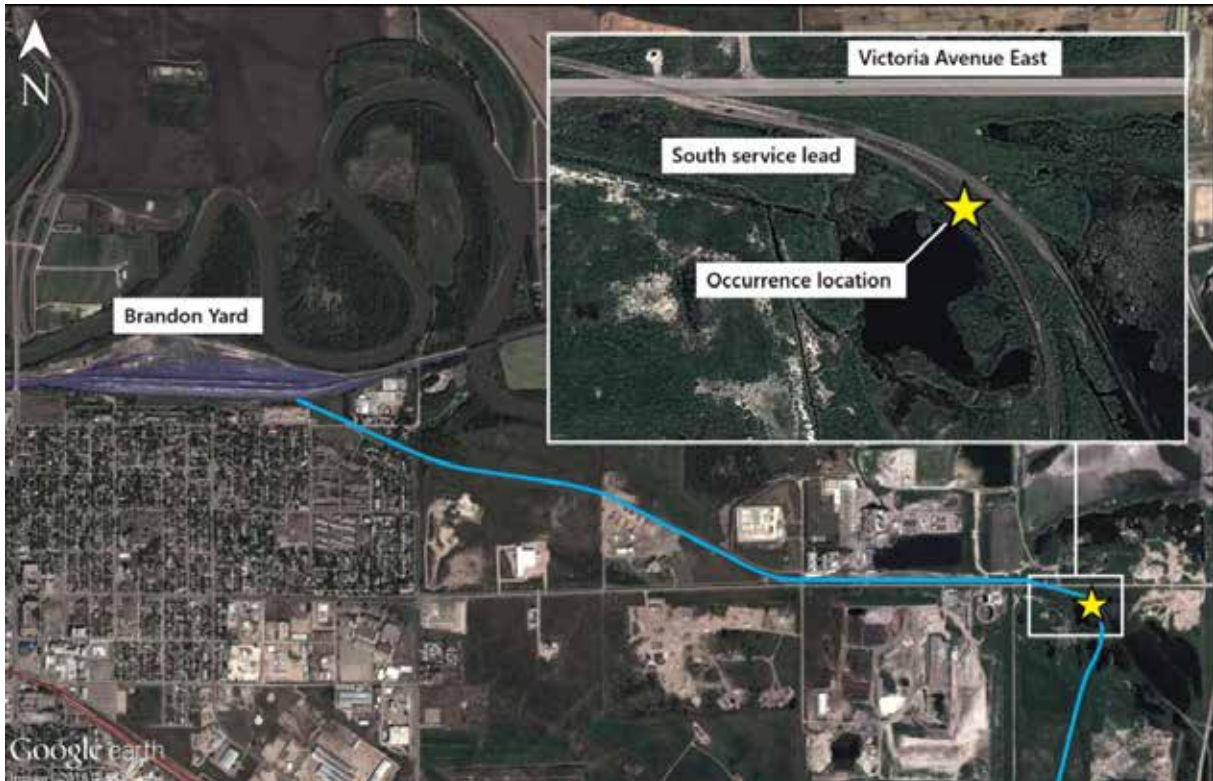 N
Victoria Avenue East
South service lead
Occurrence location
Brandon Yard
Google earth